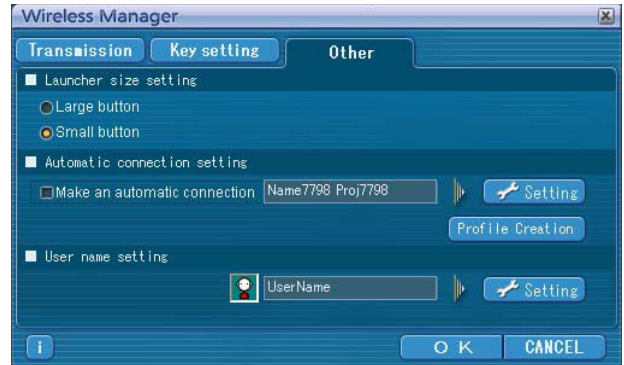 Wireless Manager
Transmission Key setting Other
Launcher size setting
Large button
Small button
Automatic connection setting
Make an automatic connection Name7798 Proj7798 Setting
Profile Creation
User name setting
UserName Setting
i OK CANCEL